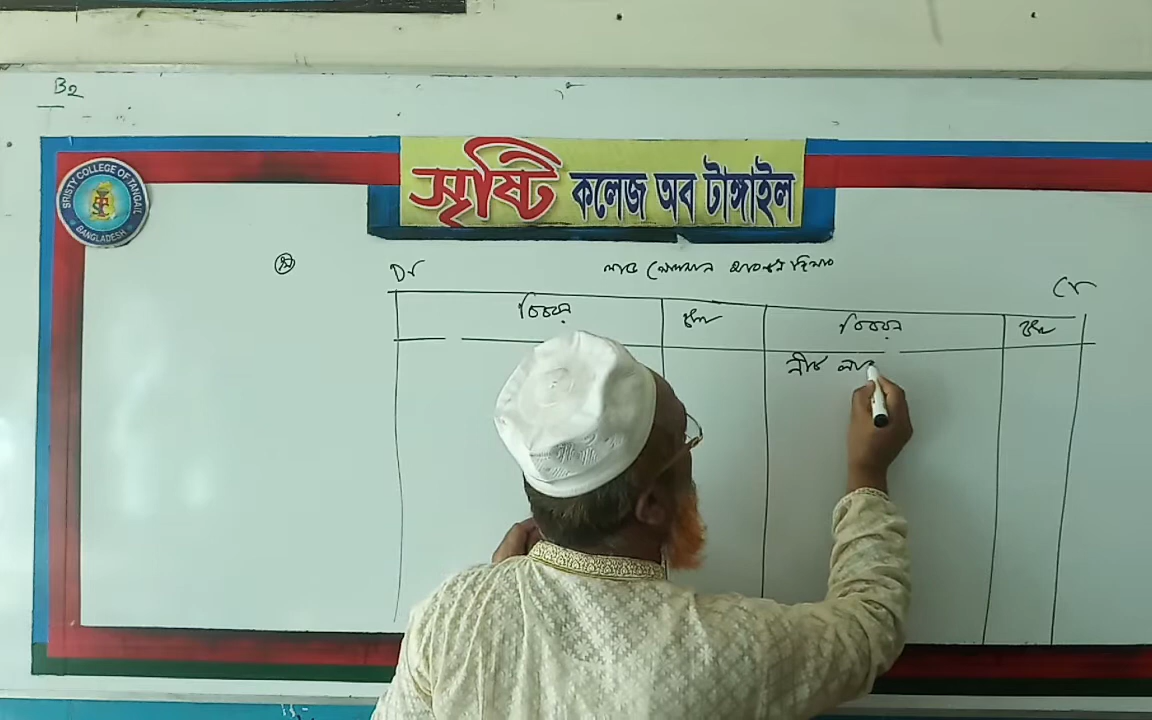 B2
সৃষ্টি কলেজ অব টাঙ্গাইল
SRISTY COLLEGE OF TANGAIL
BANGLADESH
Dr
লাভ লোকসান আবণ্টন হিসাব
Cr
বিবরণ টাকা বিবরণ টাকা
নীট লাভ